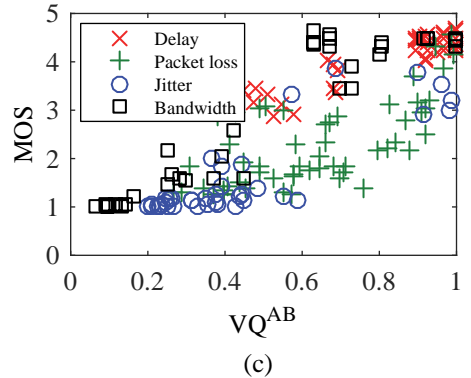 5
4
3
2
1
0
MOS
Delay
Packet loss
Jitter
Bandwidth
0 0.2 0.4 0.6 0.8 1
VQ^AB
(c)